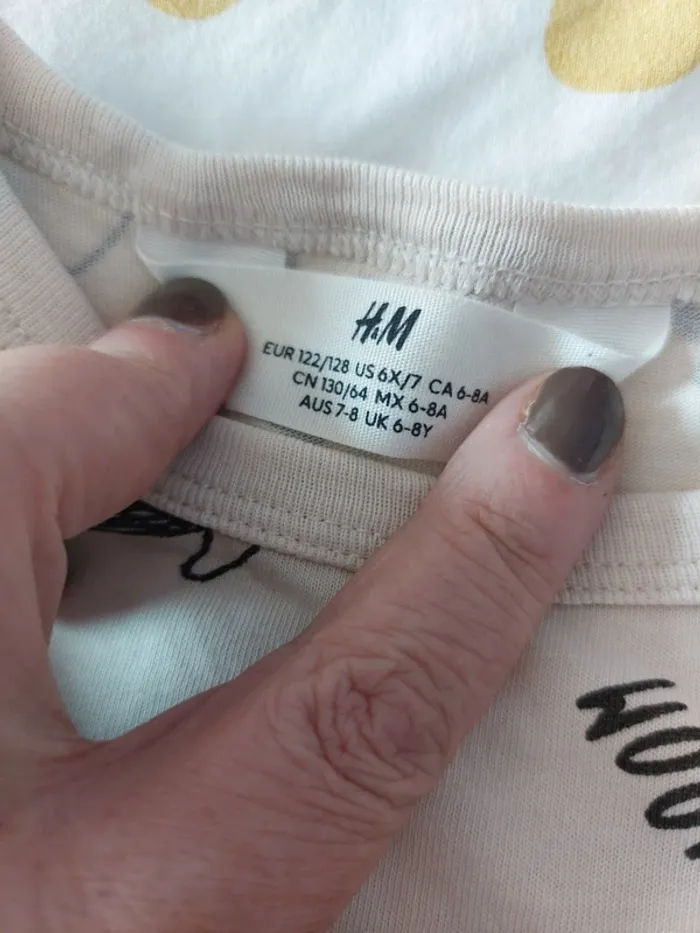 H&M
EUR 122/128 US 6X/7 CA 6-8A
CN 130/64 MX 6-8A
AUS 7-8 UK 6-8Y